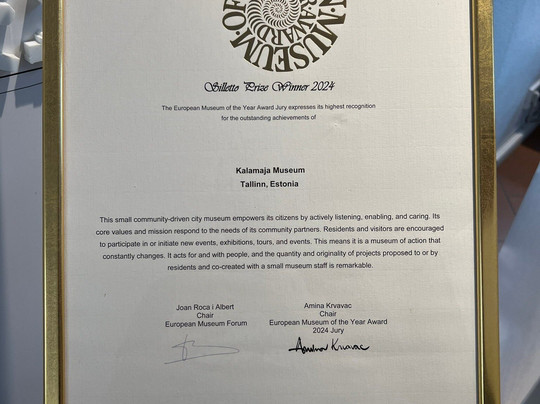 MUSEUM·OF
N·MUSEUM
R·AWARD
Silletto Prize Winner 2024
The European Museum of the Year Award Jury expresses its highest recognition
for the outstanding achievements of
Kalamaja Museum
Tallinn, Estonia
This small community-driven city museum empowers its citizens by actively listening, enabling, and caring. Its
core values and mission respond to the needs of its community partners. Residents and visitors are encouraged
to participate in or initiate new events, exhibitions, tours, and events. This means it is a museum of action that
constantly changes. It acts for and with people, and the quantity and originality of projects proposed to or by
residents and co-created with a small museum staff is remarkable.
Joan Roca i Albert
Chair
European Museum Forum
Amina Krvavac
Chair
European Museum of the Year Award
2024 Jury
Amina Krvavac